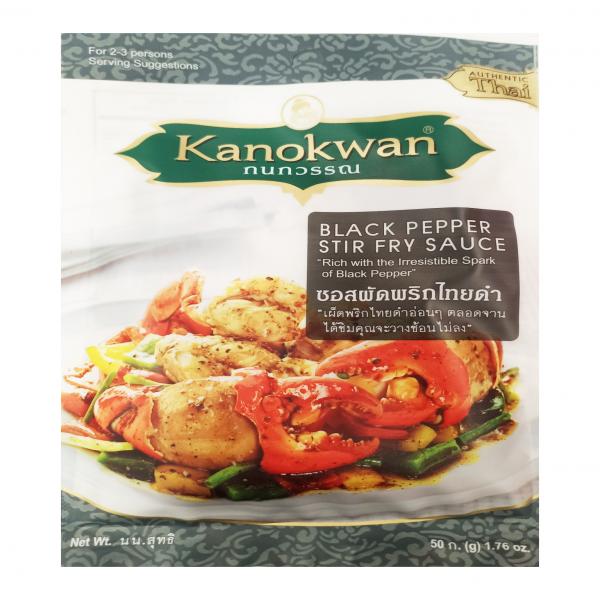 For 2-3 persons
Serving Suggestions
AUTHENTIC
Thai
Kanokwan®
กนกวรรณ
BLACK PEPPER
STIR FRY SAUCE
"Rich with the Irresistible Spark
of Black Pepper"
ซอสผัดพริกไทยดำ
"เผ็ดพริกไทยดำอ่อนๆ ตลอดจาน
ได้ชิมคุณจะวางช้อนไม่ลง"
Net Wt. นน.สุทธิ
50 ก. (g) 1.76 oz.